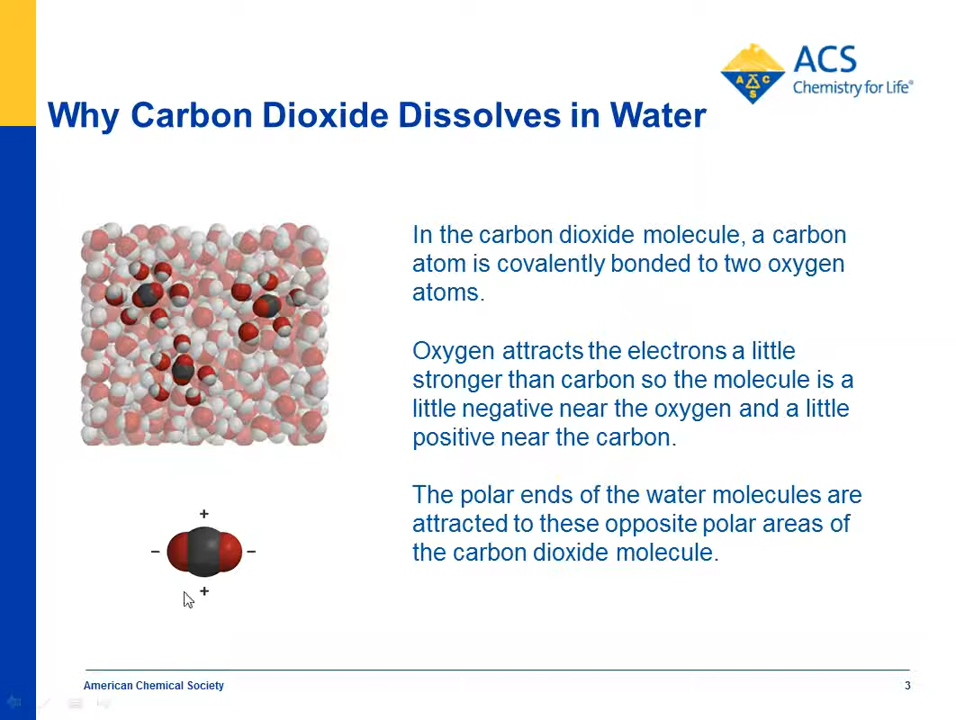 ACS
Chemistry for Life®
A C S
Why Carbon Dioxide Dissolves in Water
In the carbon dioxide molecule, a carbon
atom is covalently bonded to two oxygen
atoms.
Oxygen attracts the electrons a little
stronger than carbon so the molecule is a
little negative near the oxygen and a little
positive near the carbon.
The polar ends of the water molecules are
attracted to these opposite polar areas of
the carbon dioxide molecule.
+
– –
+
American Chemical Society
3